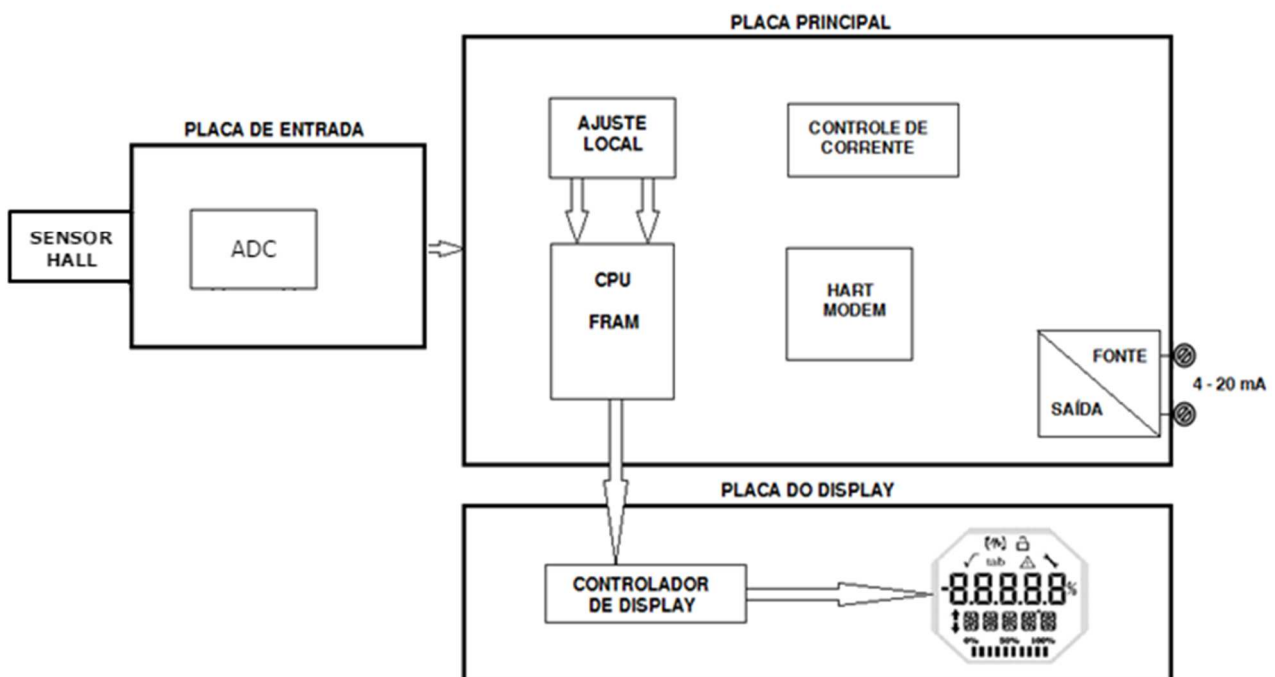 PLACA PRINCIPAL
PLACA DE ENTRADA
AJUSTE
LOCAL
CONTROLE DE
CORRENTE
SENSOR
HALL
ADC
CPU
FRAM
HART
MODEM
FONTE
SAÍDA
4 - 20 mA
PLACA DO DISPLAY
CONTROLADOR
DE DISPLAY
tab
-8.8.8.8.8%
0% 50% 100%